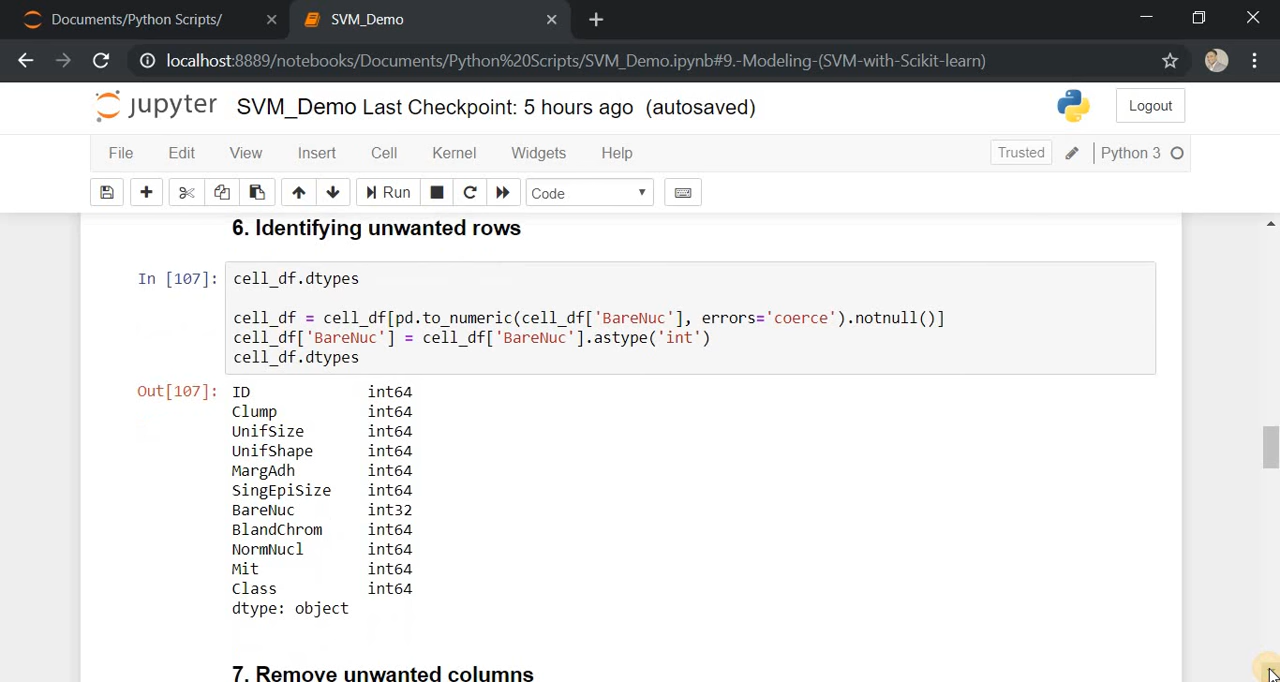 Documents/Python Scripts/
SVM_Demo
localhost:8889/notebooks/Documents/Python%20Scripts/SVM_Demo.ipynb#9.-Modeling-(SVM-with-Scikit-learn)
jupyter SVM_Demo Last Checkpoint: 5 hours ago (autosaved) Logout
File Edit View Insert Cell Kernel Widgets Help Trusted Python 3
Run Code
6. Identifying unwanted rows
In [107]: cell_df.dtypes
cell_df = cell_df[pd.to_numeric(cell_df['BareNuc'], errors='coerce').notnull()]
cell_df['BareNuc'] = cell_df['BareNuc'].astype('int')
cell_df.dtypes
Out[107]: ID int64
Clump int64
UnifSize int64
UnifShape int64
MargAdh int64
SingEpiSize int64
BareNuc int32
BlandChrom int64
NormNucl int64
Mit int64
Class int64
dtype: object
7. Remove unwanted columns